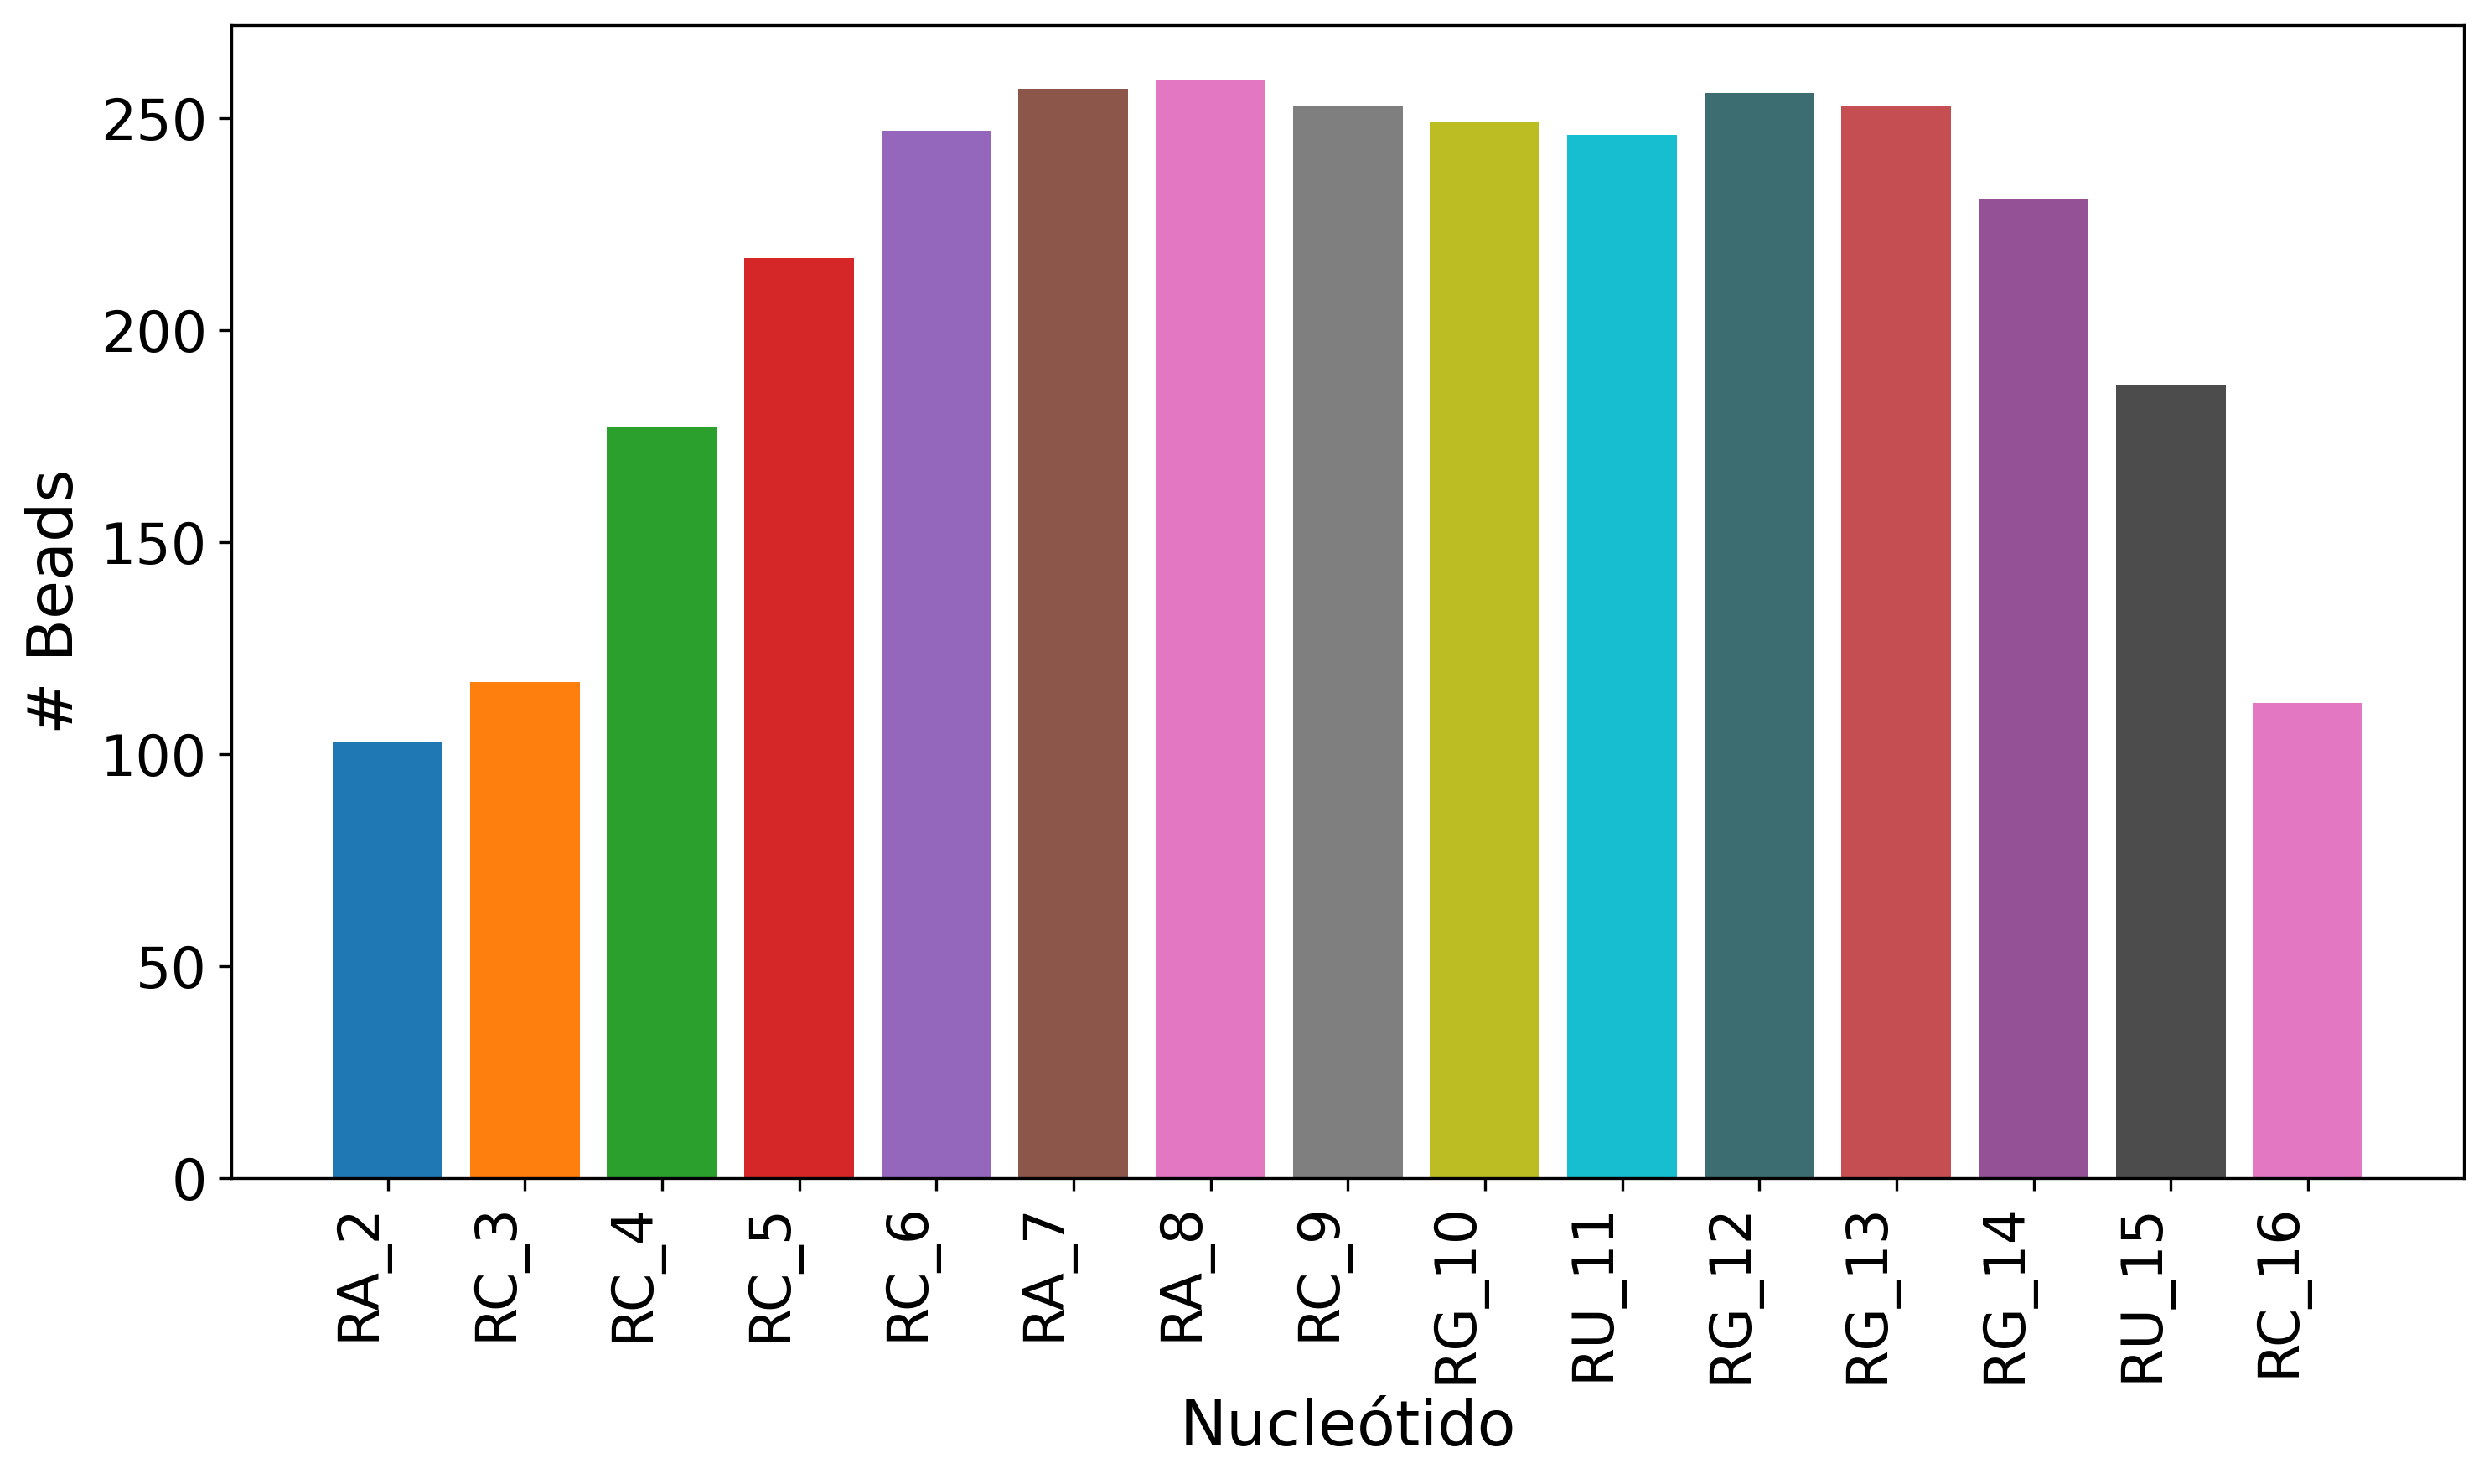 # Beads
250
200
150
100
50
0
RA_2
RC_3
RC_4
RC_5
RC_6
RA_7
RA_8
RC_9
RG_10
RU_11
RG_12
RG_13
RG_14
RU_15
RC_16
Nucleótido